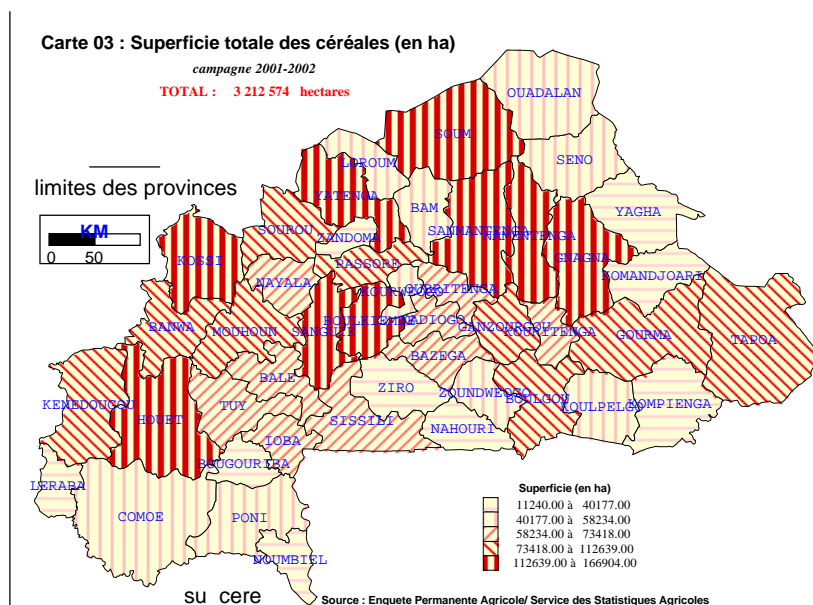 Carte 03 : Superficie totale des céréales (en ha)
campagne 2001-2002
TOTAL : 3 212 574 hectares
OUADALAN
SOUM
LOROUM
SENO
limites des provinces
YATENGA
BAM
YAGHA
KM
0 50
SOUROU
ZANDOMA
SANMANTENGA
NAMENTENGA
KOSSI
PASSORE
GNAGNA
NAYALA
KOMANDJOARI
KOURWEOGO
OUBRITENGA
BANWA
MOUHOUN
SANGUIE
BOULKIEMDE
KADIOGO
GANZOURGOU
KOURITENGA
GOURMA
TAPOA
BAZEGA
BALE
ZIRO
ZOUNDWEOGO
BOULGOU
KOULPELGO
KOMPIENGA
KENEDOUGOU
HOUET
TUY
SISSILI
NAHOURI
IOBA
BOUGOURIBA
LERABA
COMOE
PONI
NOUMBIEL
Superficie (en ha)
11240.00 à 40177.00
40177.00 à 58234.00
58234.00 à 73418.00
73418.00 à 112639.00
112639.00 à 166904.00
su cere
Source : Enquete Permanente Agricole/ Service des Statistiques Agricoles